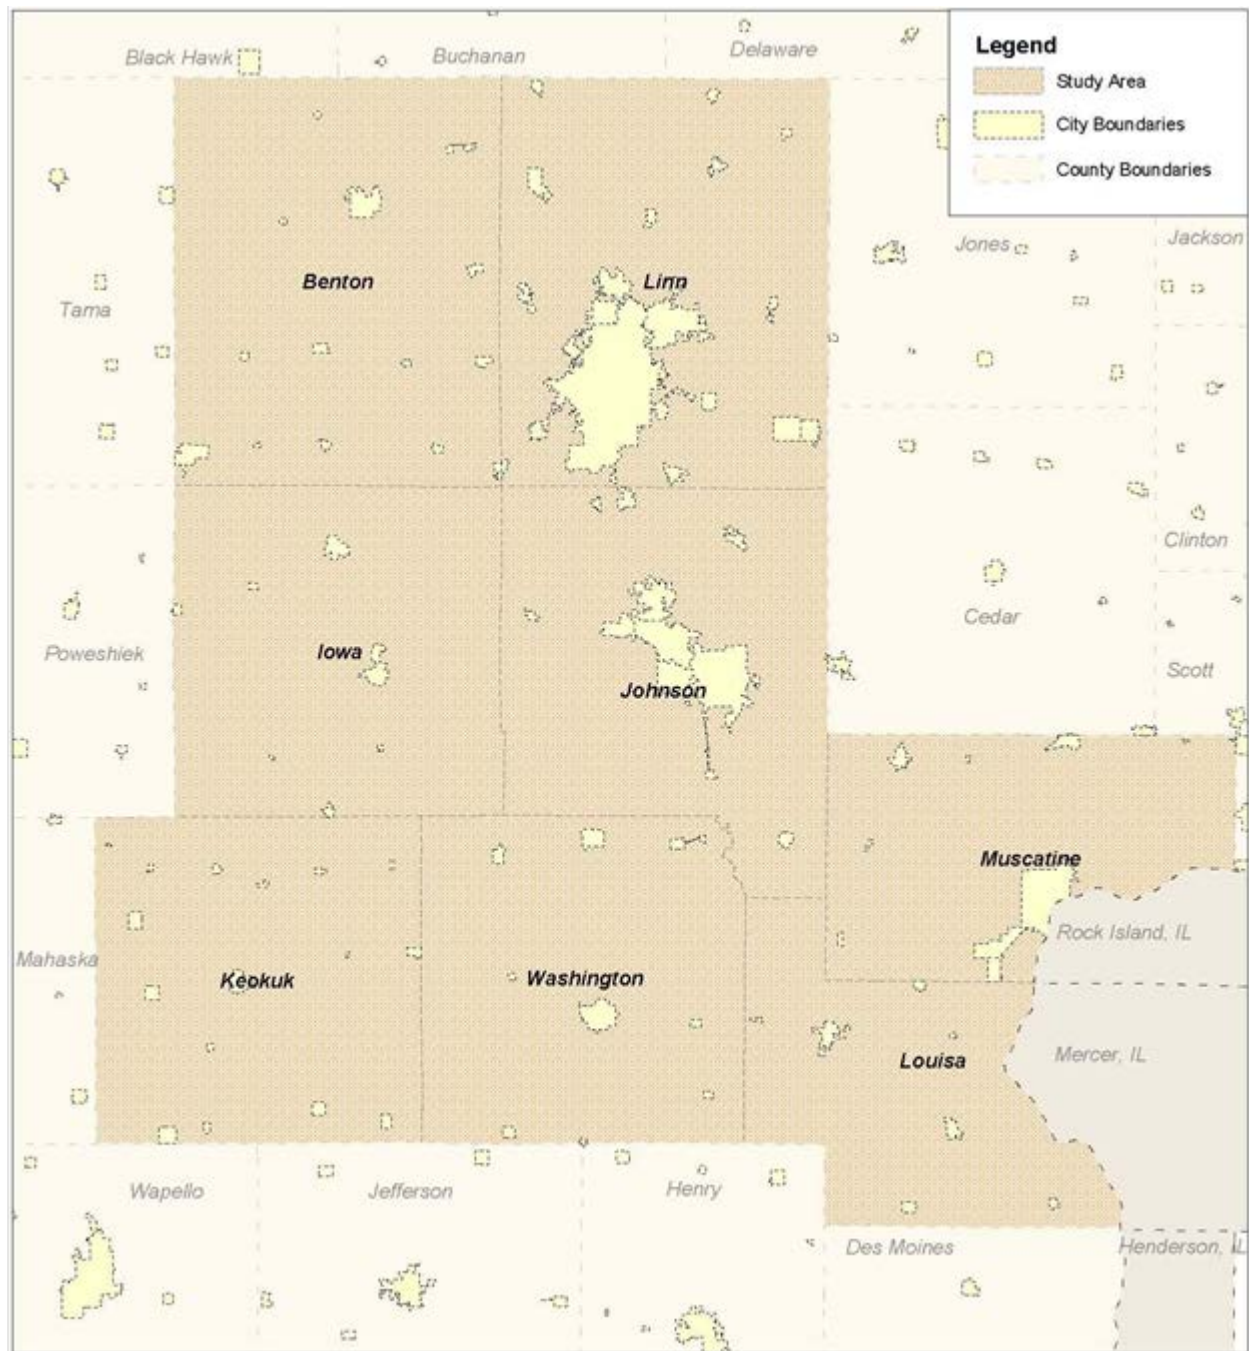 Legend
Study Area
City Boundaries
County Boundaries
Black Hawk
Buchanan
Delaware
Jones
Jackson
Benton
Linn
Tama
Clinton
Cedar
Poweshiek
Iowa
Johnson
Scott
Muscatine
Rock Island, IL
Mahaska
Keokuk
Washington
Louisa
Mercer, IL
Wapello
Jefferson
Henry
Des Moines
Henderson, IL